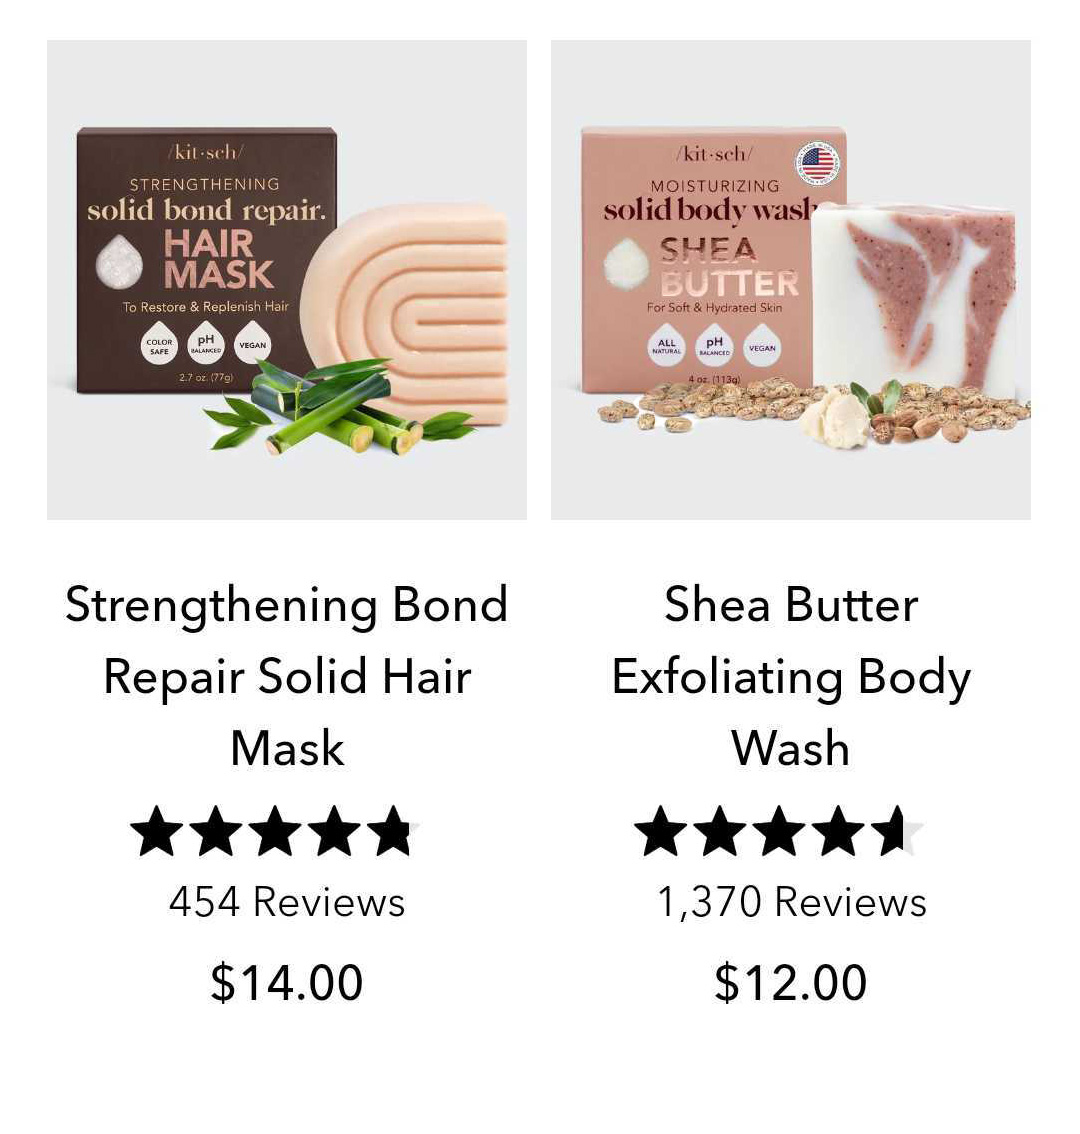 /kit·sch/
STRENGTHENING
solid bond repair.
HAIR
MASK
To Restore & Replenish Hair
COLOR
SAFE
pH
BALANCED
VEGAN
2.7 oz. (77g)
/kit·sch/
MOISTURIZING
solid body wash
SHEA
BUTTER
For Soft & Hydrated Skin
ALL
NATURAL
pH
BALANCED
VEGAN
4 oz. (113g)
Strengthening Bond
Repair Solid Hair
Mask
454 Reviews
$14.00
Shea Butter
Exfoliating Body
Wash
1,370 Reviews
$12.00